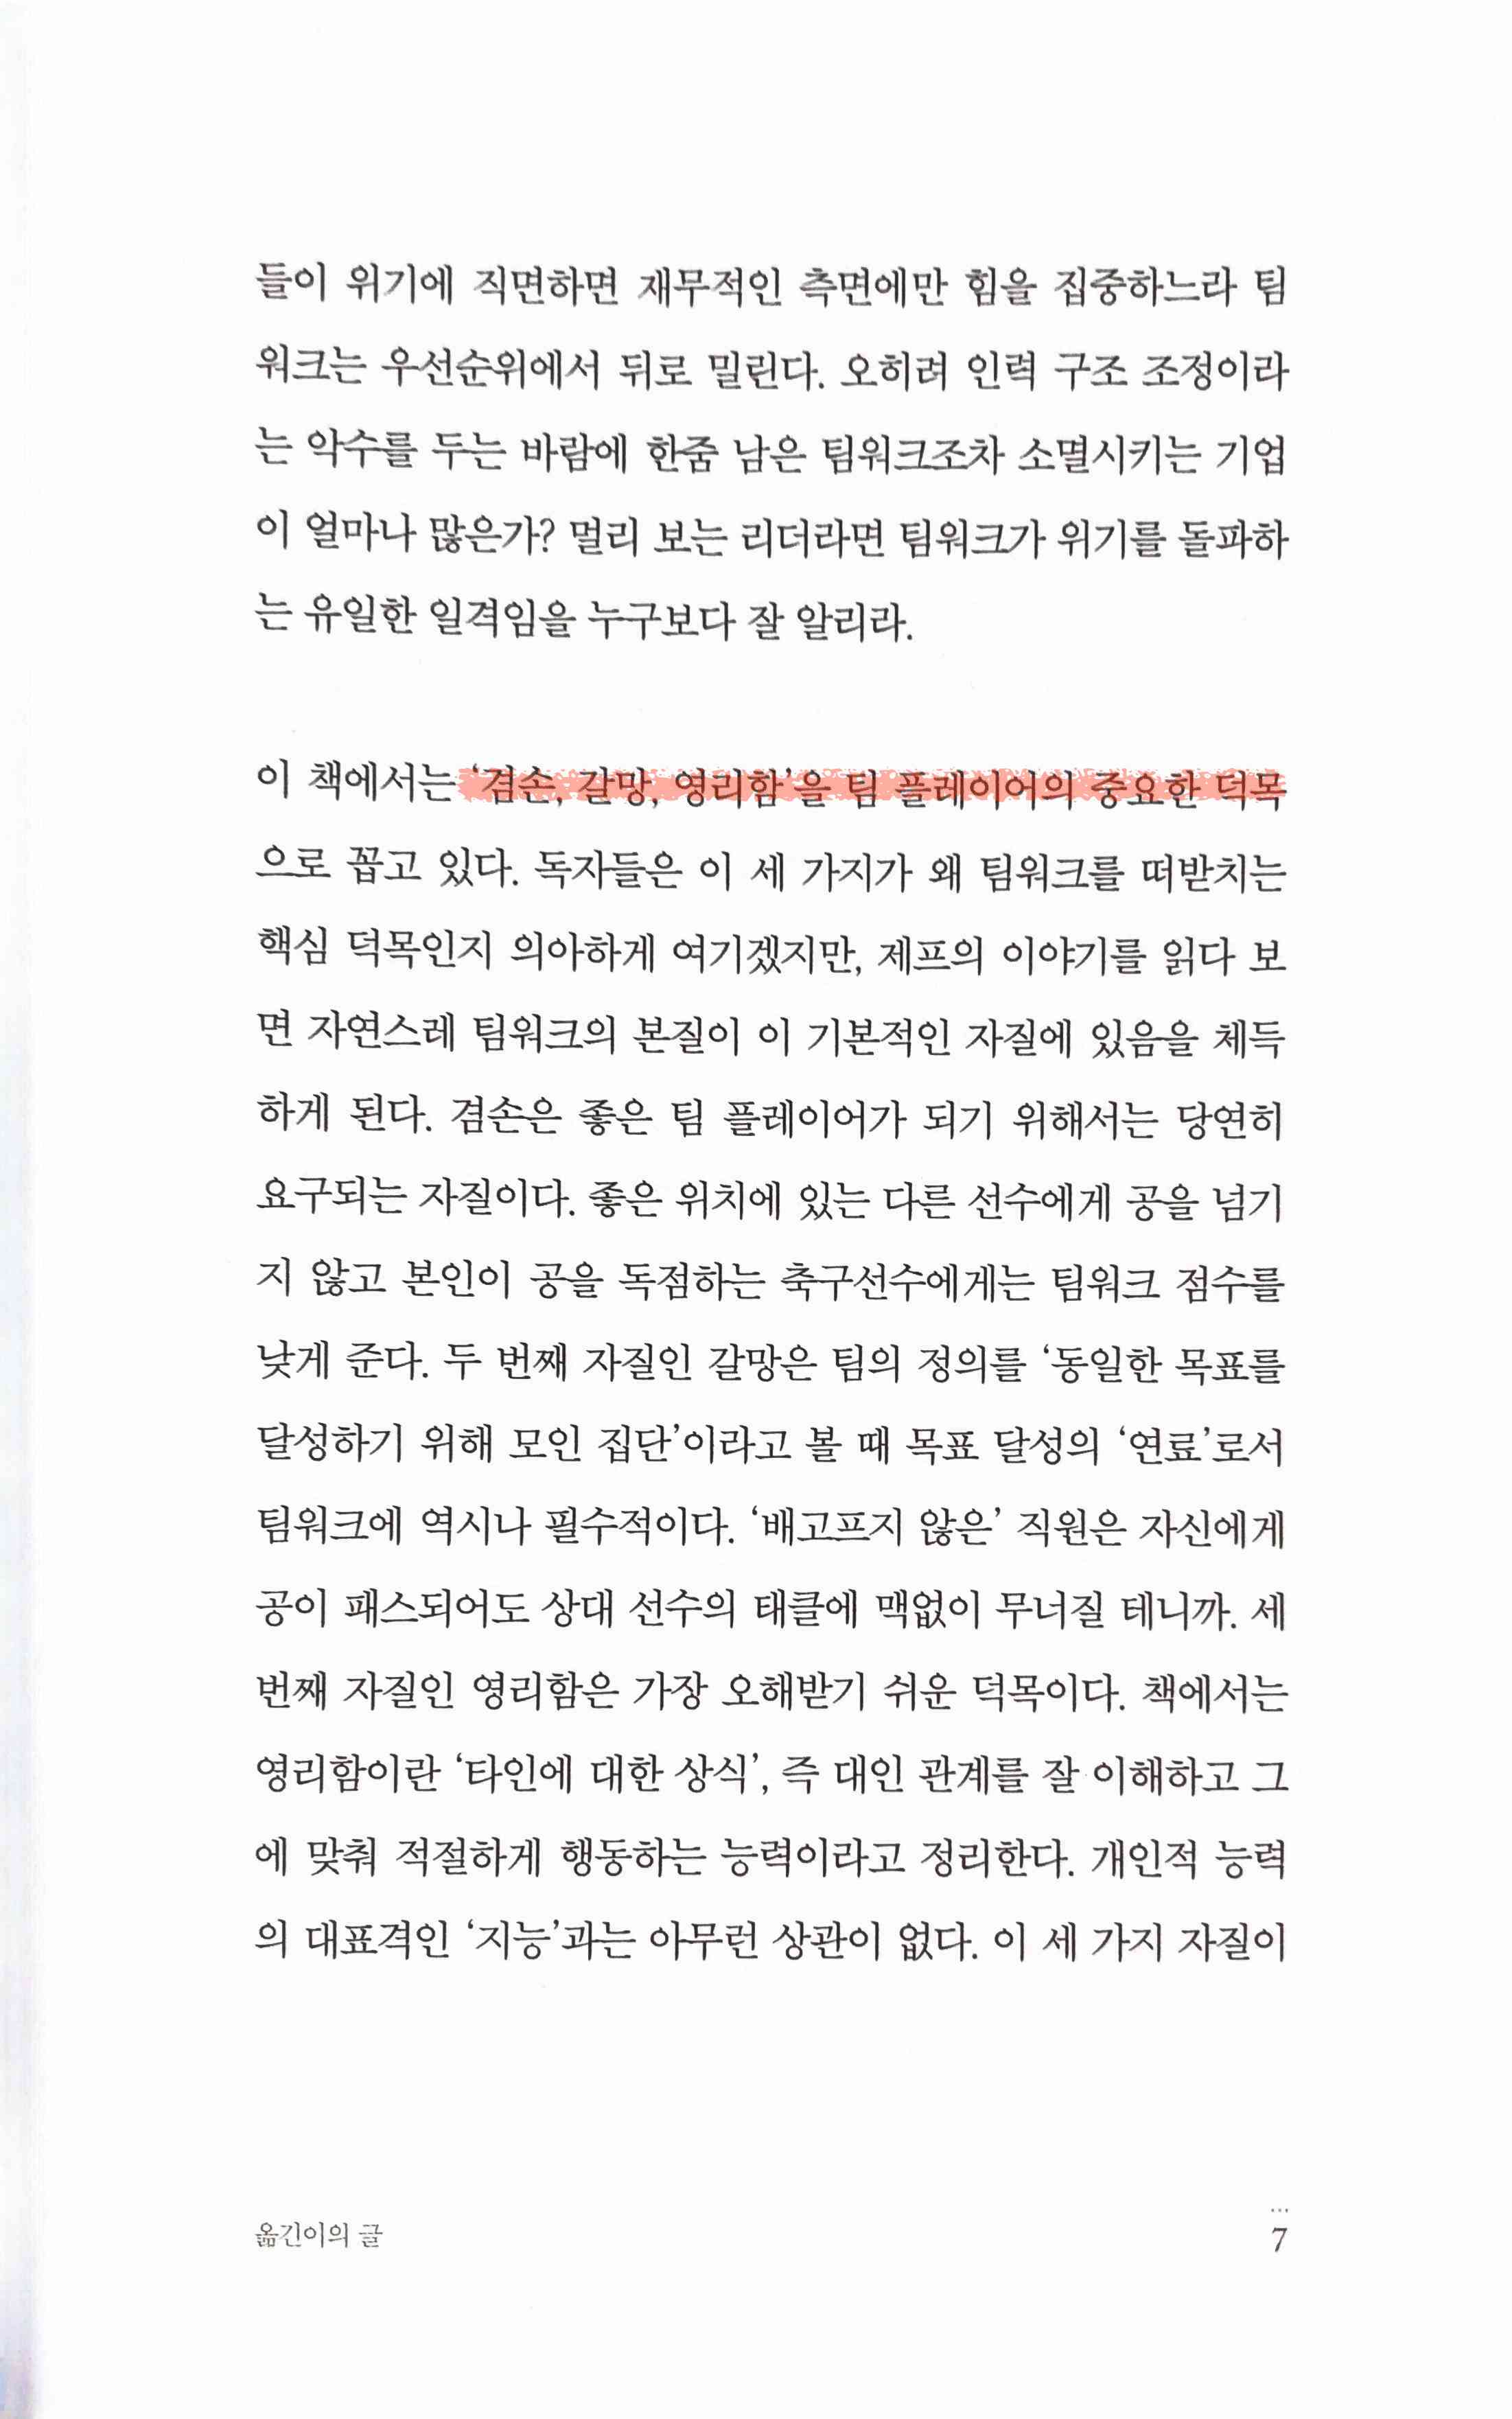 들이 위기에 직면하면 재무적인 측면에만 힘을 집중하느라 팀
워크는 우선순위에서 뒤로 밀린다. 오히려 인력 구조 조정이라
는 악수를 두는 바람에 한줌 남은 팀워크조차 소멸시키는 기업
이 얼마나 많은가? 멀리 보는 리더라면 팀워크가 위기를 돌파하
는 유일한 일격임을 누구보다 잘 알리라.
이 책에서는 ‘겸손, 갈망, 영리함’을 팀 플레이어의 중요한 덕목
으로 꼽고 있다. 독자들은 이 세 가지가 왜 팀워크를 떠받치는
핵심 덕목인지 의아하게 여기겠지만, 제프의 이야기를 읽다 보
면 자연스레 팀워크의 본질이 이 기본적인 자질에 있음을 체득
하게 된다. 겸손은 좋은 팀 플레이어가 되기 위해서는 당연히
요구되는 자질이다. 좋은 위치에 있는 다른 선수에게 공을 넘기
지 않고 본인이 공을 독점하는 축구선수에게는 팀워크 점수를
낮게 준다. 두 번째 자질인 갈망은 팀의 정의를 ‘동일한 목표를
달성하기 위해 모인 집단’이라고 볼 때 목표 달성의 ‘연료’로서
팀워크에 역시나 필수적이다. ‘배고프지 않은’ 직원은 자신에게
공이 패스되어도 상대 선수의 태클에 맥없이 무너질 테니까. 세
번째 자질인 영리함은 가장 오해받기 쉬운 덕목이다. 책에서는
영리함이란 ‘타인에 대한 상식’, 즉 대인 관계를 잘 이해하고 그
에 맞춰 적절하게 행동하는 능력이라고 정리한다. 개인적 능력
의 대표격인 ‘지능’과는 아무런 상관이 없다. 이 세 가지 자질이
옮긴이의 글
...
7